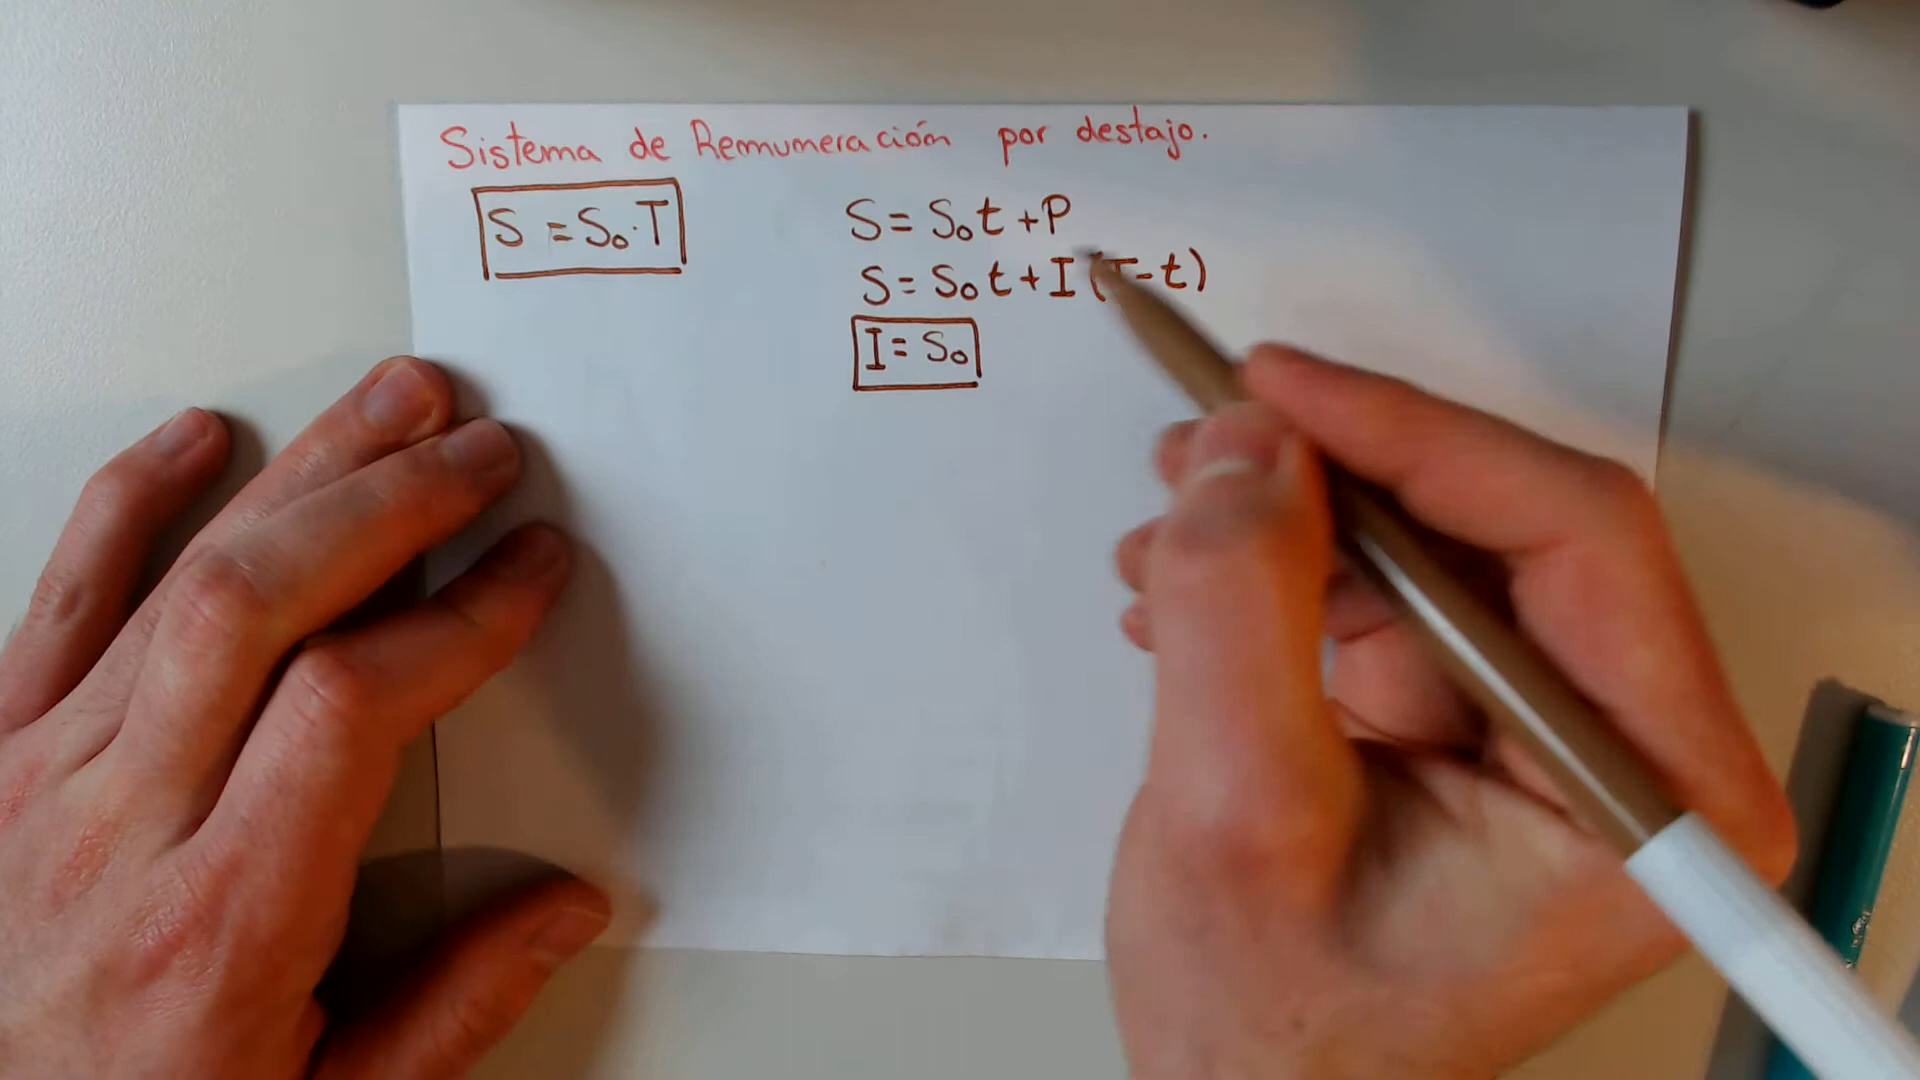 Sistema de Remuneración por destajo.
S = S₀·T
S = S₀t + P
S = S₀t + I (T - t)
I = S₀